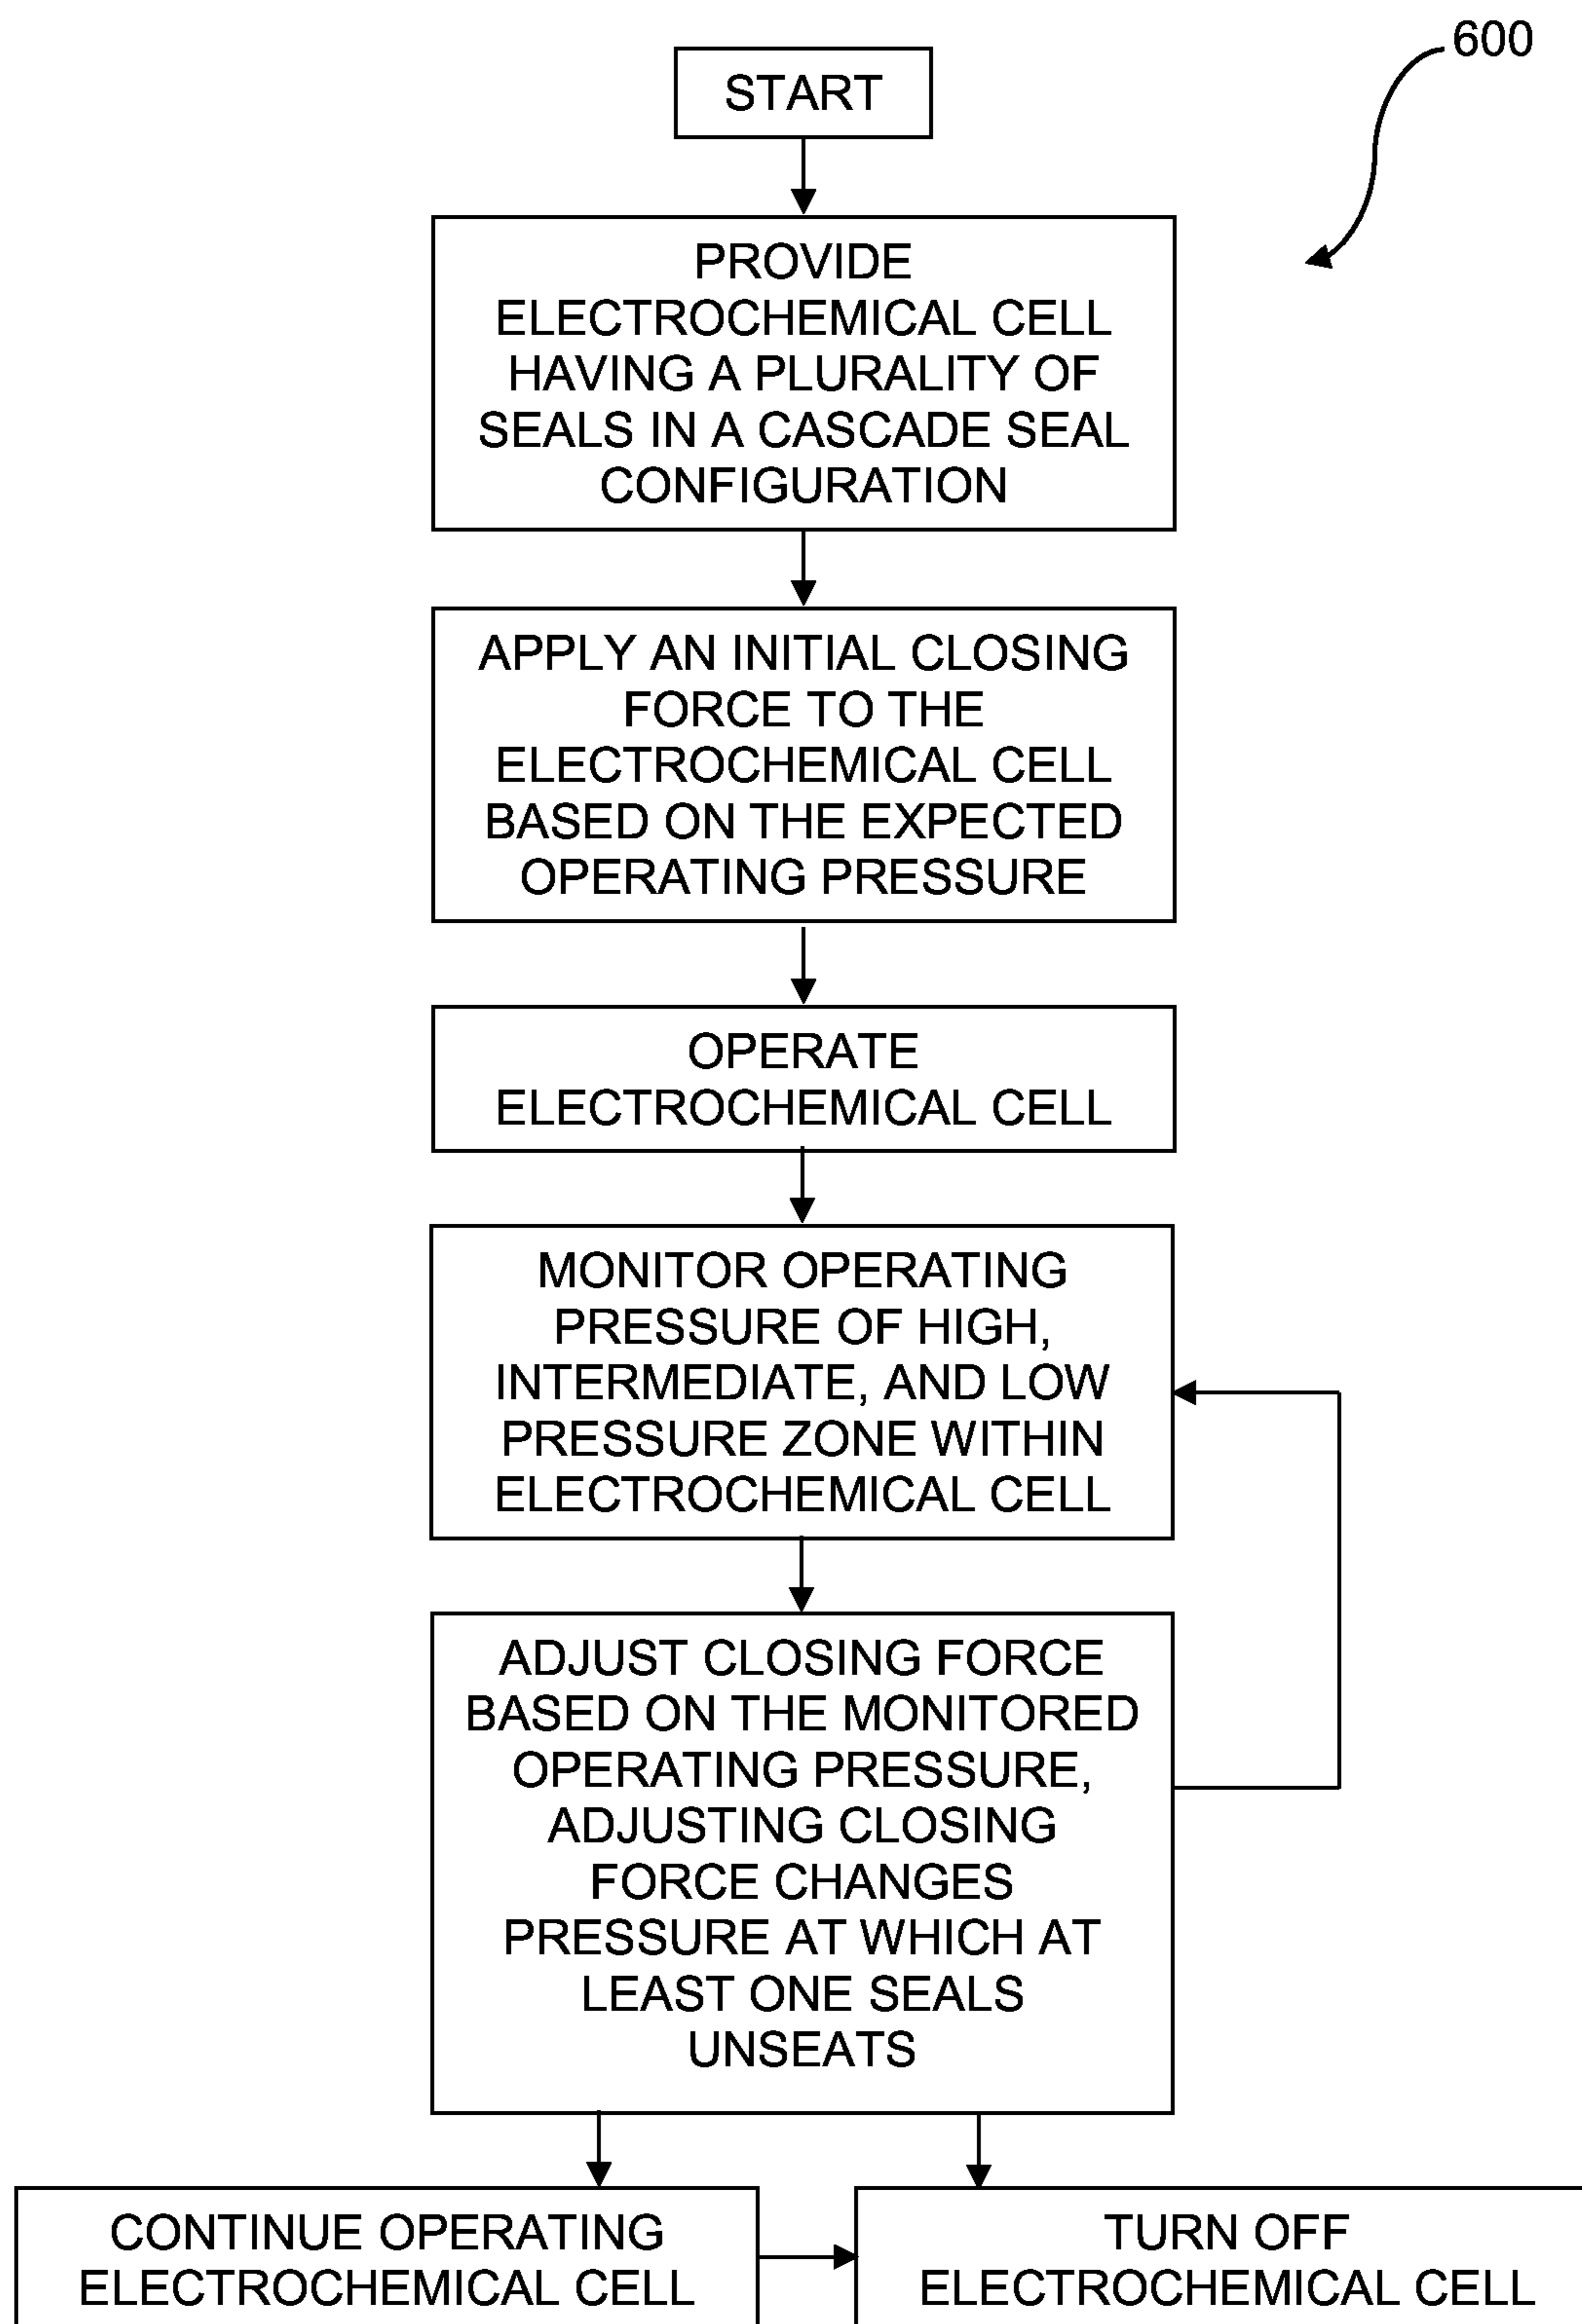 600
START
PROVIDE
ELECTROCHEMICAL CELL
HAVING A PLURALITY OF
SEALS IN A CASCADE SEAL
CONFIGURATION
APPLY AN INITIAL CLOSING
FORCE TO THE
ELECTROCHEMICAL CELL
BASED ON THE EXPECTED
OPERATING PRESSURE
OPERATE
ELECTROCHEMICAL CELL
MONITOR OPERATING
PRESSURE OF HIGH,
INTERMEDIATE, AND LOW
PRESSURE ZONE WITHIN
ELECTROCHEMICAL CELL
ADJUST CLOSING FORCE
BASED ON THE MONITORED
OPERATING PRESSURE,
ADJUSTING CLOSING
FORCE CHANGES
PRESSURE AT WHICH AT
LEAST ONE SEALS
UNSEATS
CONTINUE OPERATING
ELECTROCHEMICAL CELL
TURN OFF
ELECTROCHEMICAL CELL